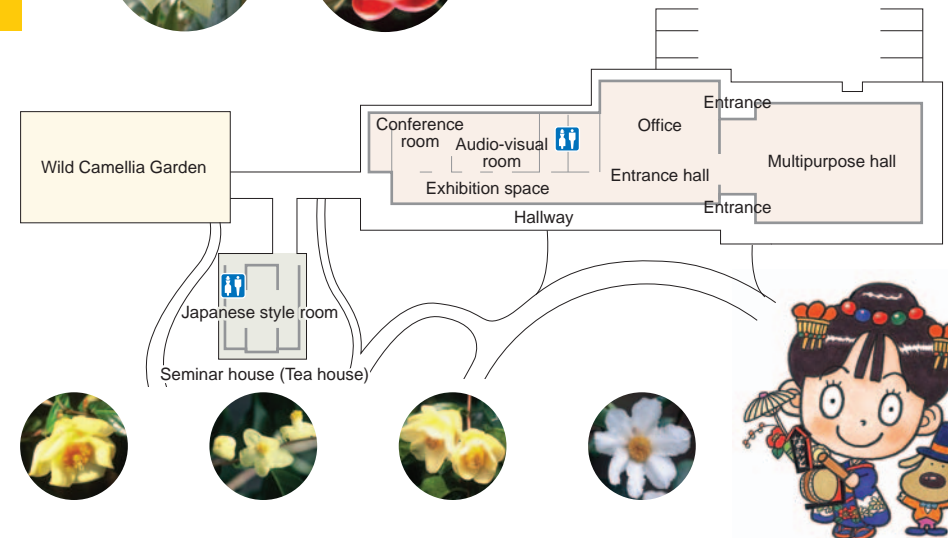 Entrance
Conference
room
Audio-visual
room
Office
Wild Camellia Garden
Multipurpose hall
Entrance hall
Exhibition space
Entrance
Hallway
Japanese style room
Seminar house (Tea house)